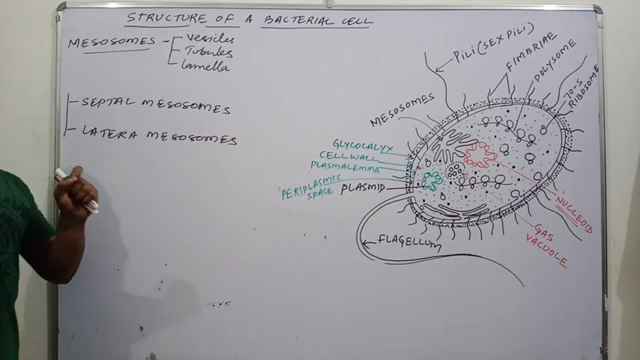 STRUCTURE OF A BACTERIAL CELL
MESOSOMES
Vesicles
Tubules
Lamella
SEPTAL MESOSOMES
LATERA MESOSOMES
PILI (SEX PILI)
FIMBRIAE
POLYSOME
70-S
RIBOSOME
MESOSOMES
GLYCOCALYX
CELL WALL
PLASMALEMMA
PERIPLASMIC
SPACE
PLASMID
FLAGELLUM
NUCLEOID
GAS
VACUOLE